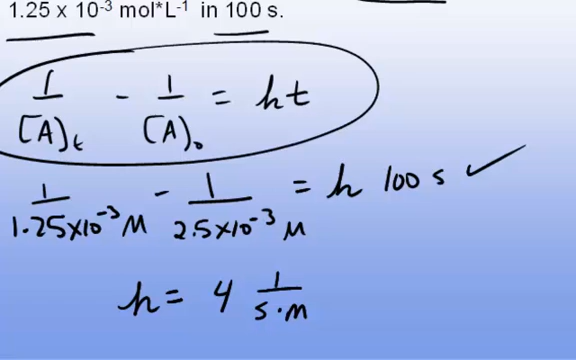 1.25 x 10⁻³ mol*L⁻¹ in 100 s.
1/[A]t - 1/[A]₀ = kt
1/1.25x10⁻³ M - 1/2.5x10⁻³ M = k 100 s ✓
k = 4 1/s·M